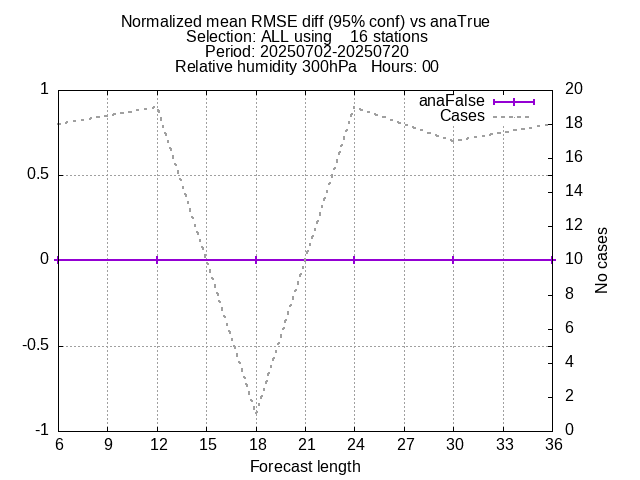 Normalized mean RMSE diff (95% conf) vs anaTrue
Selection: ALL using    16 stations
Period: 20250702-20250720
Relative humidity 300hPa   Hours: 00
anaFalse
Cases
1
0.5
0
-0.5
-1
20
18
16
14
12
10
8
6
4
2
0
No cases
6 9 12 15 18 21 24 27 30 33 36
Forecast length